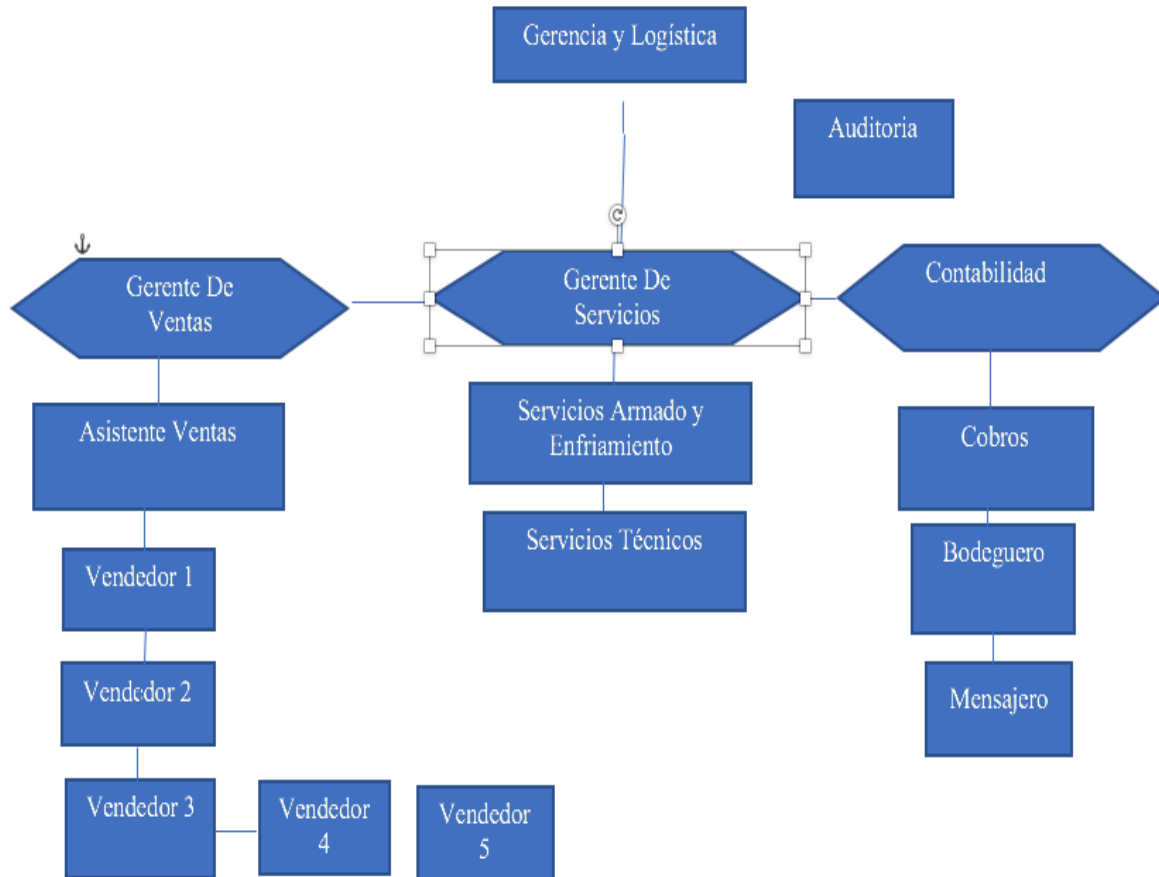 Gerencia y Logística
Auditoria
Gerente De
Ventas
Gerente De
Servicios
Contabilidad
Asistente Ventas
Servicios Armado y
Enfriamiento
Cobros
Servicios Técnicos
Vendedor 1
Bodeguero
Vendedor 2
Mensajero
Vendedor 3
Vendedor
4
Vendedor
5